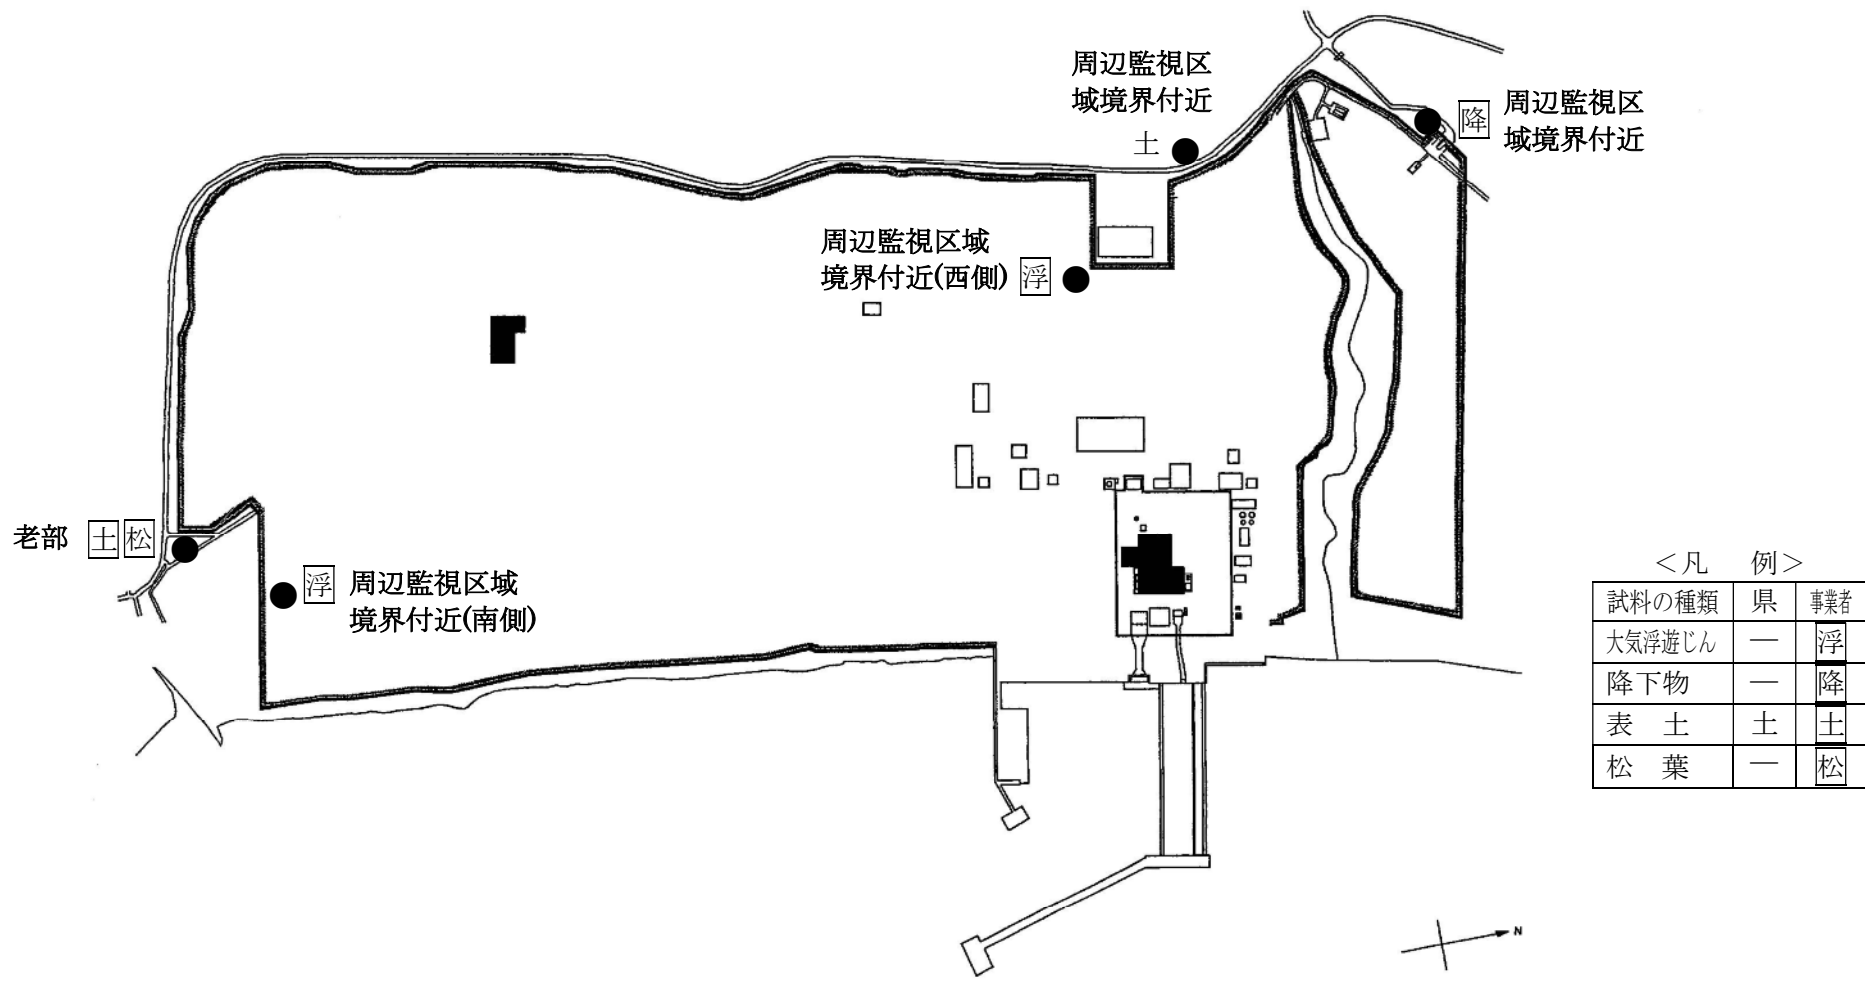 周辺監視区
域境界付近
土
降
周辺監視区
域境界付近
周辺監視区域
境界付近(西側) 浮
老部 土 松
浮
周辺監視区域
境界付近(南側)
<凡 例>
試料の種類 県 事業者
大気浮遊じん ― 浮
降下物 ― 降
表 土 土 土
松 葉 ― 松
N